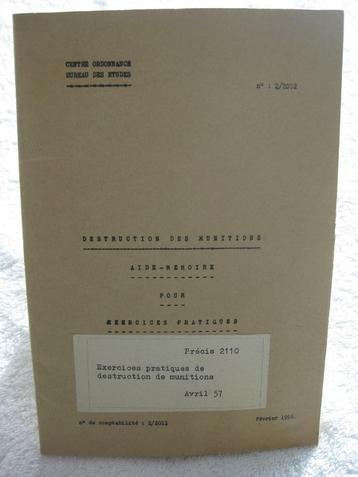 CENTRE ORDONNANCE
BUREAU DES ETUDES
n° : 2/2032
DESTRUCTION DES MUNITIONS
AIDE-MEMOIRE
POUR
EXERCICES PRATIQUES
Précis 2110
Exercices pratiques de
destruction de munitions
Avril 57
n° de comptabilité : 2/2011
Février 1956.